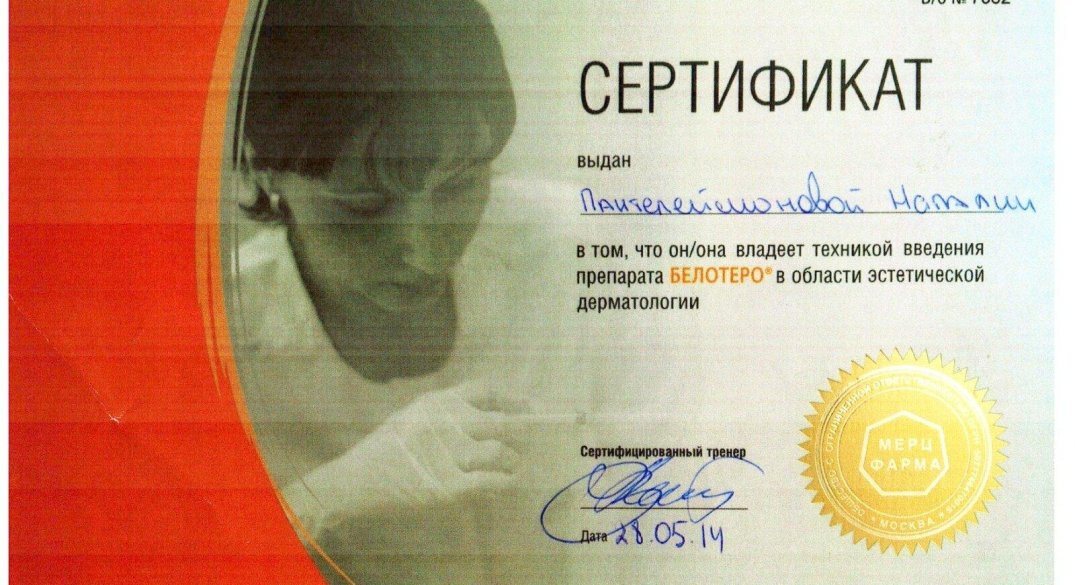 СЕРТИФИКАТ
выдан
Пантелеймоновой Наталии
в том, что он/она владеет техникой введения
препарата БЕЛОТЕРО® в области эстетической
дерматологии
Сертифицированный тренер
Дата 28.05.14
МЕРЦ
ФАРМА
МОСКВА